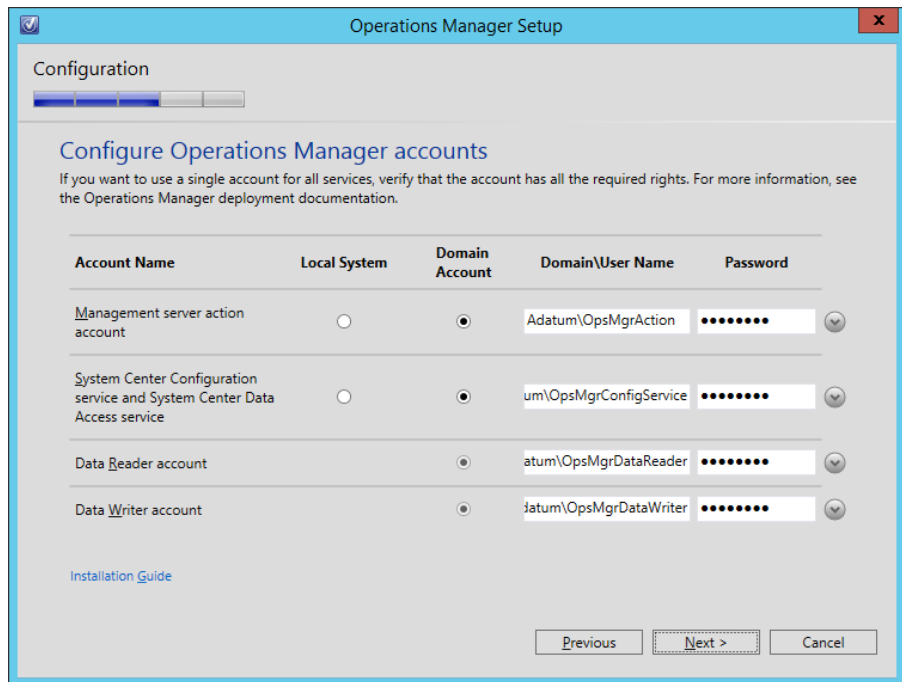 Operations Manager Setup
x
Configuration
Configure Operations Manager accounts
If you want to use a single account for all services, verify that the account has all the required rights. For more information, see
the Operations Manager deployment documentation.
Account Name Local System Domain Account Domain\User Name Password
Management server action
account
Adatum\OpsMgrAction ••••••••
System Center Configuration
service and System Center Data
Access service
um\OpsMgrConfigService ••••••••
Data Reader account atum\OpsMgrDataReader ••••••••
Data Writer account datum\OpsMgrDataWriter ••••••••
Installation Guide
Previous Next > Cancel